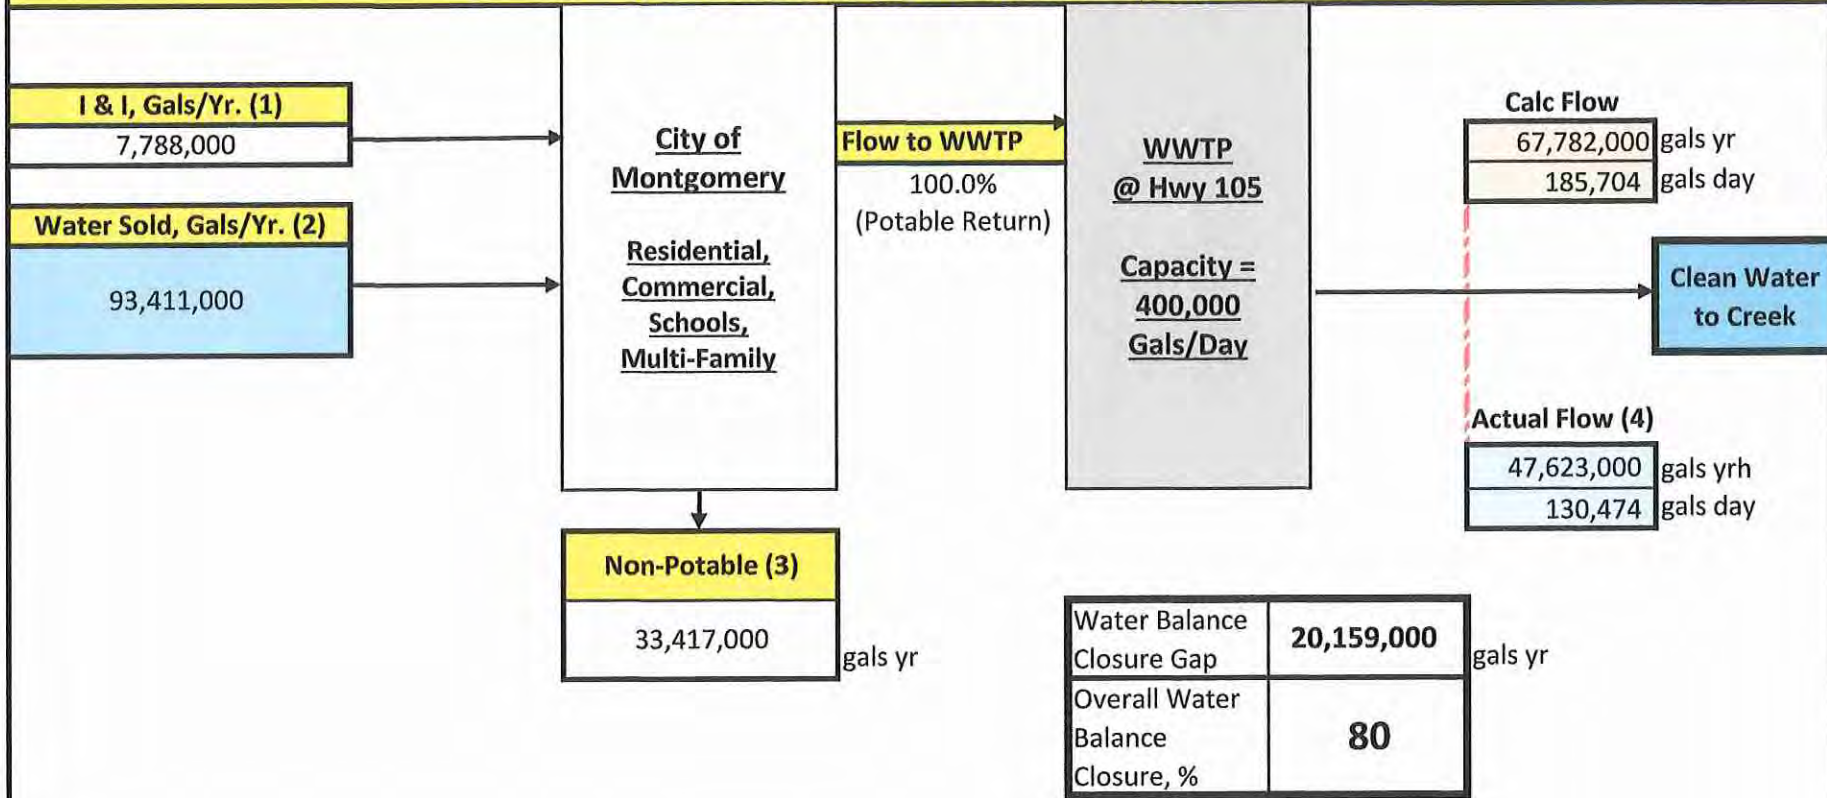 I & I, Gals/Yr. (1)
7,788,000
Water Sold, Gals/Yr. (2)
93,411,000
City of
Montgomery
Residential,
Commercial,
Schools,
Multi-Family
Flow to WWTP
100.0%
(Potable Return)
WWTP
@ Hwy 105
Capacity =
400,000
Gals/Day
Calc Flow
67,782,000 gals yr
185,704 gals day
Clean Water
to Creek
Actual Flow (4)
47,623,000 gals yrh
130,474 gals day
Non-Potable (3)
33,417,000 gals yr
Water Balance
Closure Gap
20,159,000 gals yr
Overall Water
Balance
Closure, %
80